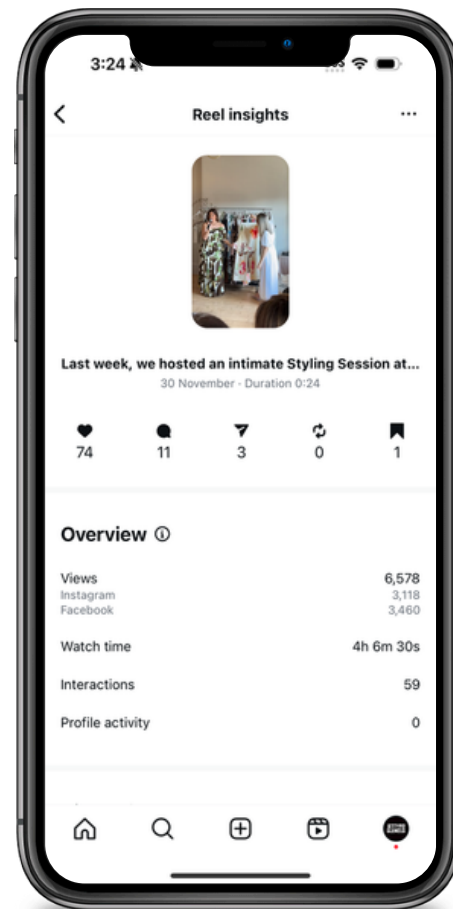 3:24
Reel insights
Last week, we hosted an intimate Styling Session at...
30 November · Duration 0:24
74 11 3 0 1
Overview
Views 6,578
Instagram 3,118
Facebook 3,460
Watch time 4h 6m 30s
Interactions 59
Profile activity 0